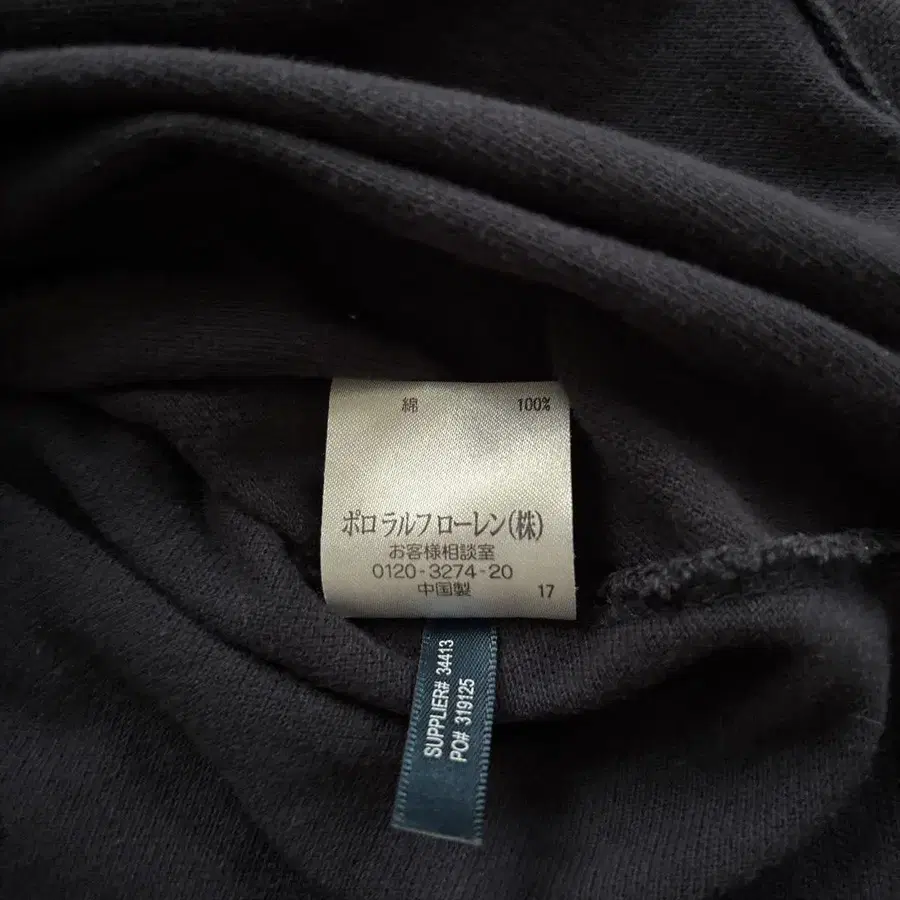 綿 100%
ポロ ラルフ ローレン(株)
お客様相談室
0120-3274-20
中国製 17
SUPPLIER# 34413
PO# 319125